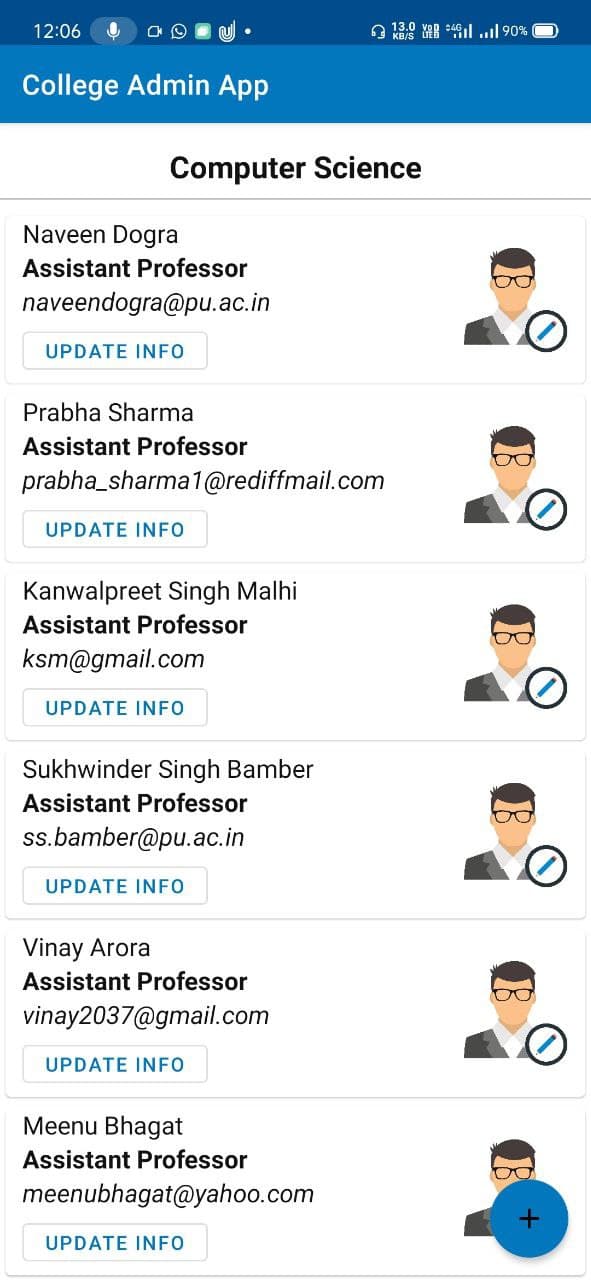 12:06
13.0 KB/S
4G
90%
College Admin App
Computer Science
Naveen Dogra
Assistant Professor
naveendogra@pu.ac.in
UPDATE INFO
Prabha Sharma
Assistant Professor
prabha_sharma1@rediffmail.com
UPDATE INFO
Kanwalpreet Singh Malhi
Assistant Professor
ksm@gmail.com
UPDATE INFO
Sukhwinder Singh Bamber
Assistant Professor
ss.bamber@pu.ac.in
UPDATE INFO
Vinay Arora
Assistant Professor
vinay2037@gmail.com
UPDATE INFO
Meenu Bhagat
Assistant Professor
meenubhagat@yahoo.com
UPDATE INFO